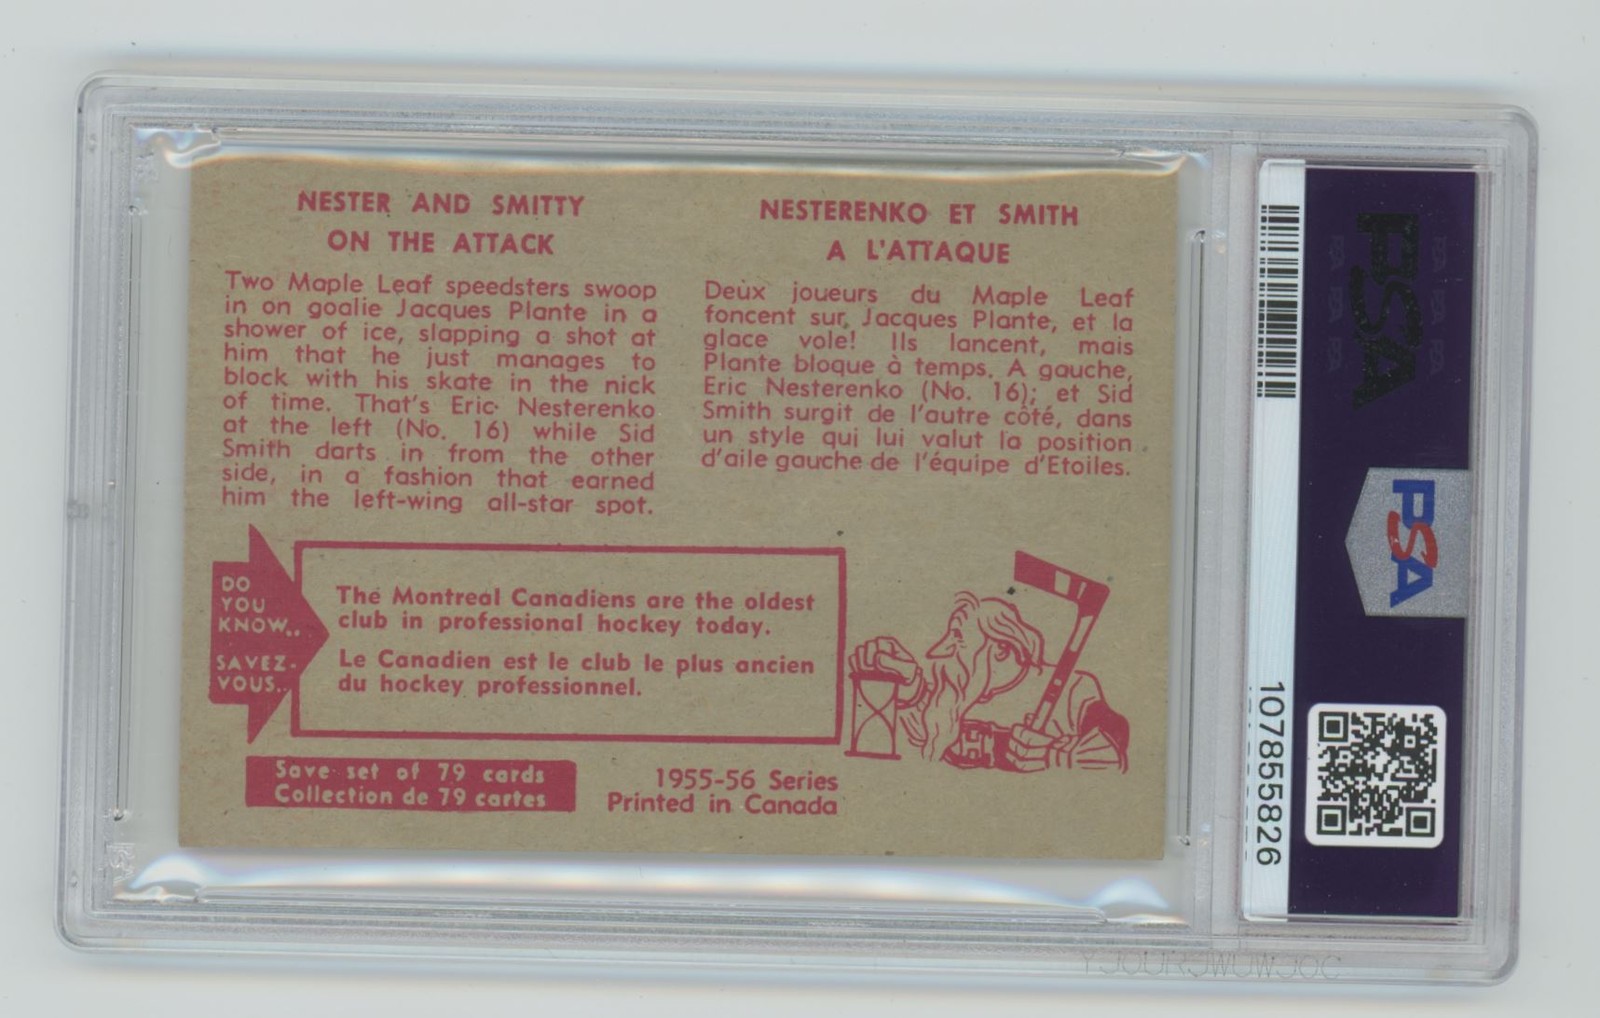 NESTER AND SMITTY
ON THE ATTACK
Two Maple Leaf speedsters swoop
in on goalie Jacques Plante in a
shower of ice, slapping a shot at
him that he just manages to
block with his skate in the nick
of time. That's Eric Nesterenko
at the left (No. 16) while Sid
Smith darts in from the other
side, in a fashion that earned
him the left-wing all-star spot.
NESTERENKO ET SMITH
A L'ATTAQUE
Deux joueurs du Maple Leaf
foncent sur Jacques Plante, et la
glace vole! Ils lancent, mais
Plante bloque à temps. A gauche,
Eric Nesterenko (No. 16); et Sid
Smith surgit de l'autre côté, dans
un style qui lui valut la position
d'aile gauche de l'équipe d'Etoiles.
DO
YOU
KNOW..
SAVEZ-
VOUS..
The Montreal Canadiens are the oldest
club in professional hockey today.
Le Canadien est le club le plus ancien
du hockey professionnel.
Save set of 79 cards
Collection de 79 cartes
1955-56 Series
Printed in Canada
PSA
PSA
107855826